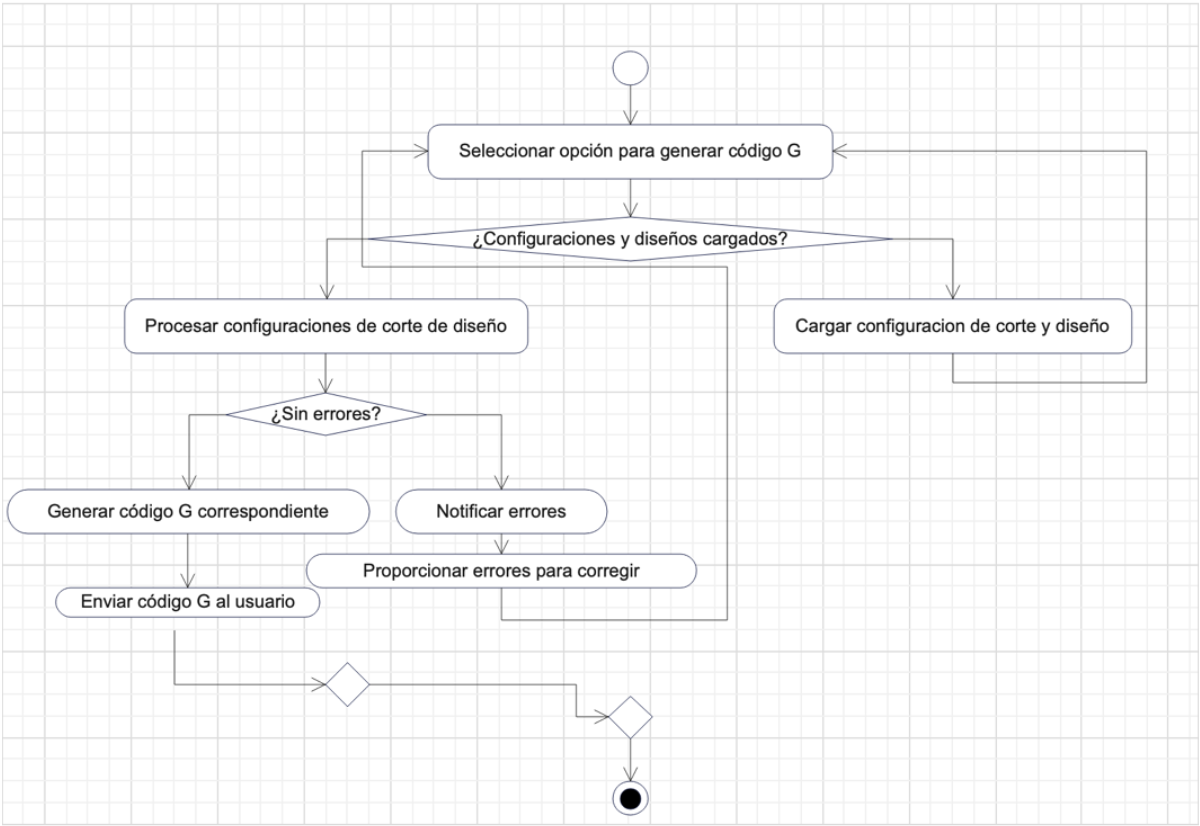 Seleccionar opción para generar código G
¿Configuraciones y diseños cargados?
Procesar configuraciones de corte de diseño
Cargar configuracion de corte y diseño
¿Sin errores?
Generar código G correspondiente
Notificar errores
Proporcionar errores para corregir
Enviar código G al usuario